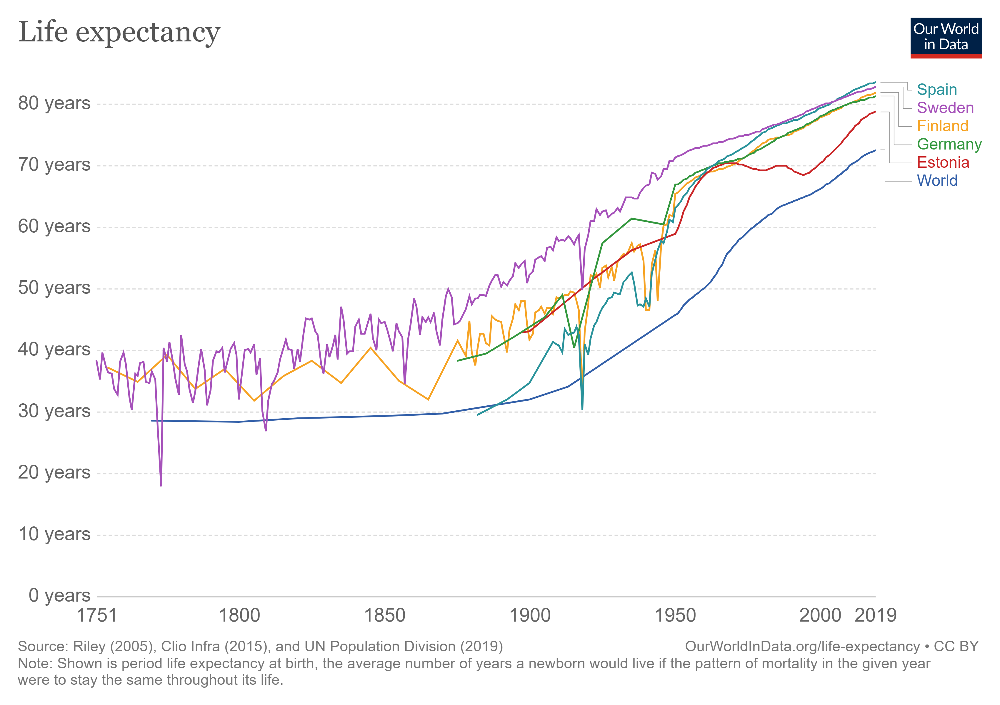 Life expectancy
Our World
in Data
80 years
70 years
60 years
50 years
40 years
30 years
20 years
10 years
0 years
1751
1800
1850
1900
1950
2000
2019
Spain
Sweden
Finland
Germany
Estonia
World
Source: Riley (2005), Clio Infra (2015), and UN Population Division (2019)
OurWorldInData.org/life-expectancy • CC BY
Note: Shown is period life expectancy at birth, the average number of years a newborn would live if the pattern of mortality in the given year
were to stay the same throughout its life.